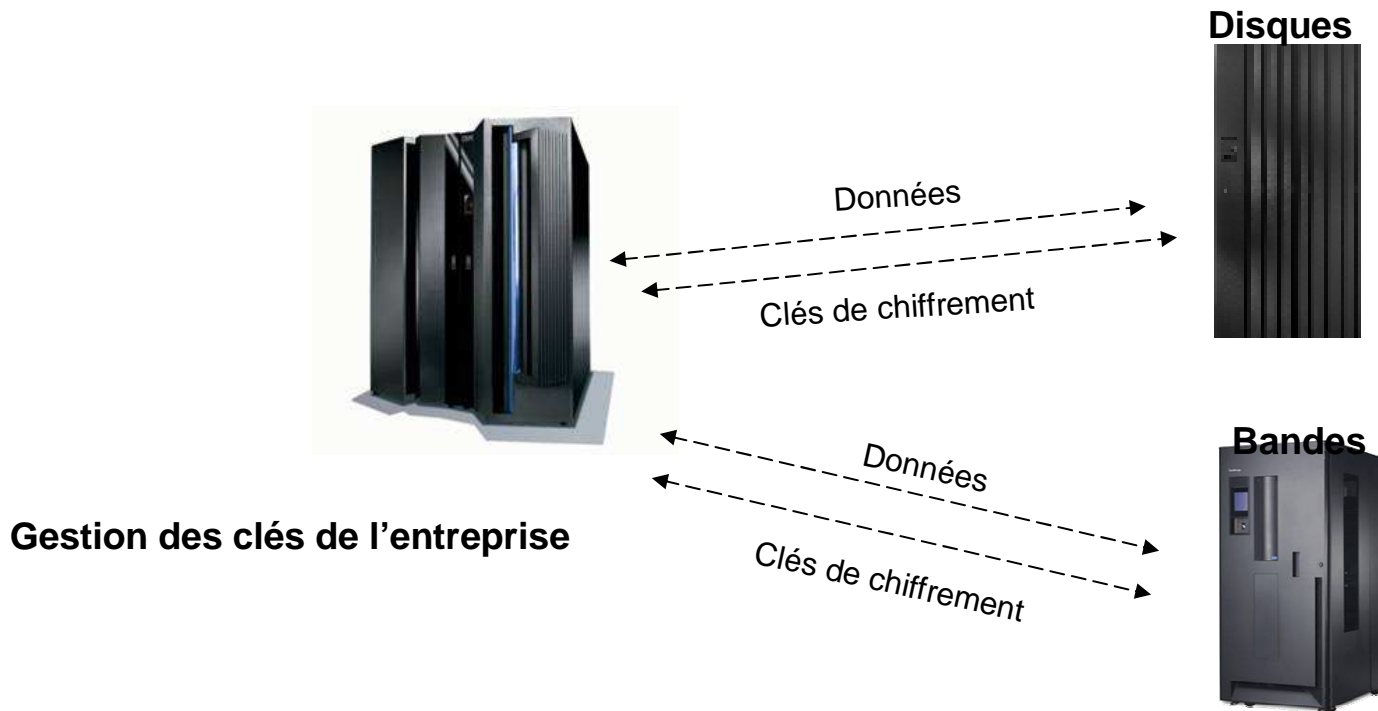 Disques
Données
Clés de chiffrement
Bandes
Données
Gestion des clés de l’entreprise
Clés de chiffrement